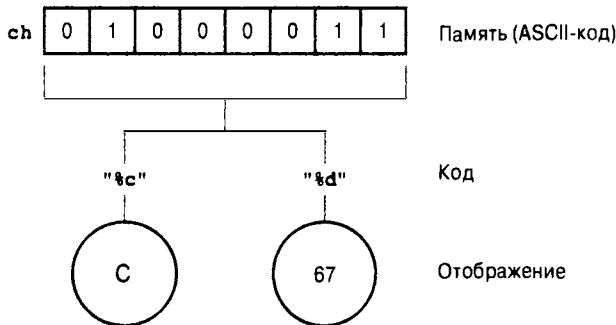 ch 0 1 0 0 0 0 1 1 Память (ASCII-код)
"%c" "%d" Код
C 67 Отображение